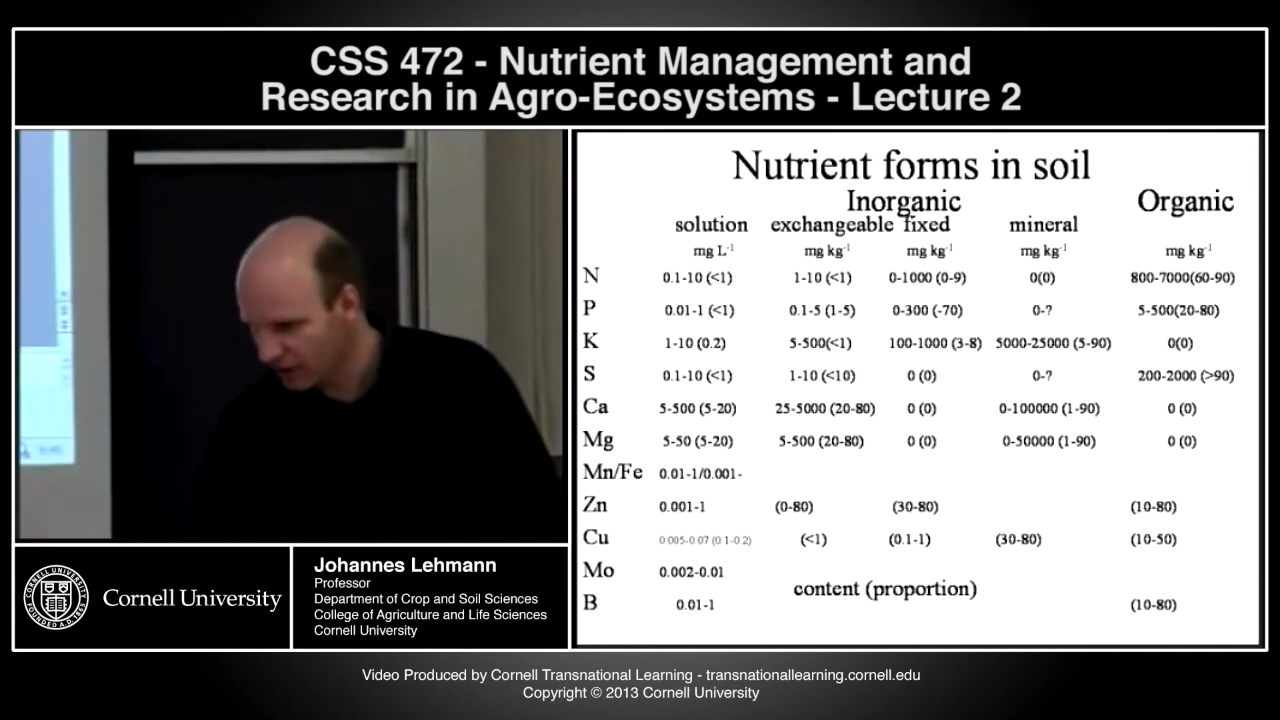 CSS 472 - Nutrient Management and
Research in Agro-Ecosystems - Lecture 2
Nutrient forms in soil
Inorganic Organic
solution exchangeable fixed mineral
mg L-1 mg kg-1 mg kg-1 mg kg-1 mg kg-1
N 0.1-10 (<1) 1-10 (<1) 0-1000 (0-9) 0(0) 800-7000(60-90)
P 0.01-1 (<1) 0.1-5 (1-5) 0-300 (-70) 0-? 5-500(20-80)
K 1-10 (0.2) 5-500(<1) 100-1000 (3-8) 5000-25000 (5-90) 0(0)
S 0.1-10 (<1) 1-10 (<10) 0 (0) 0-? 200-2000 (>90)
Ca 5-500 (5-20) 25-5000 (20-80) 0 (0) 0-100000 (1-90) 0 (0)
Mg 5-50 (5-20) 5-500 (20-80) 0 (0) 0-50000 (1-90) 0 (0)
Mn/Fe 0.01-1/0.001-
Zn 0.001-1 (0-80) (30-80) (10-80)
Cu 0.005-0.07 (0.1-0.2) (<1) (0.1-1) (30-80) (10-50)
Mo 0.002-0.01
content (proportion)
B 0.01-1 (10-80)
Cornell University
Johannes Lehmann
Professor
Department of Crop and Soil Sciences
College of Agriculture and Life Sciences
Cornell University
Video Produced by Cornell Transnational Learning - transnationallearning.cornell.edu
Copyright © 2013 Cornell University